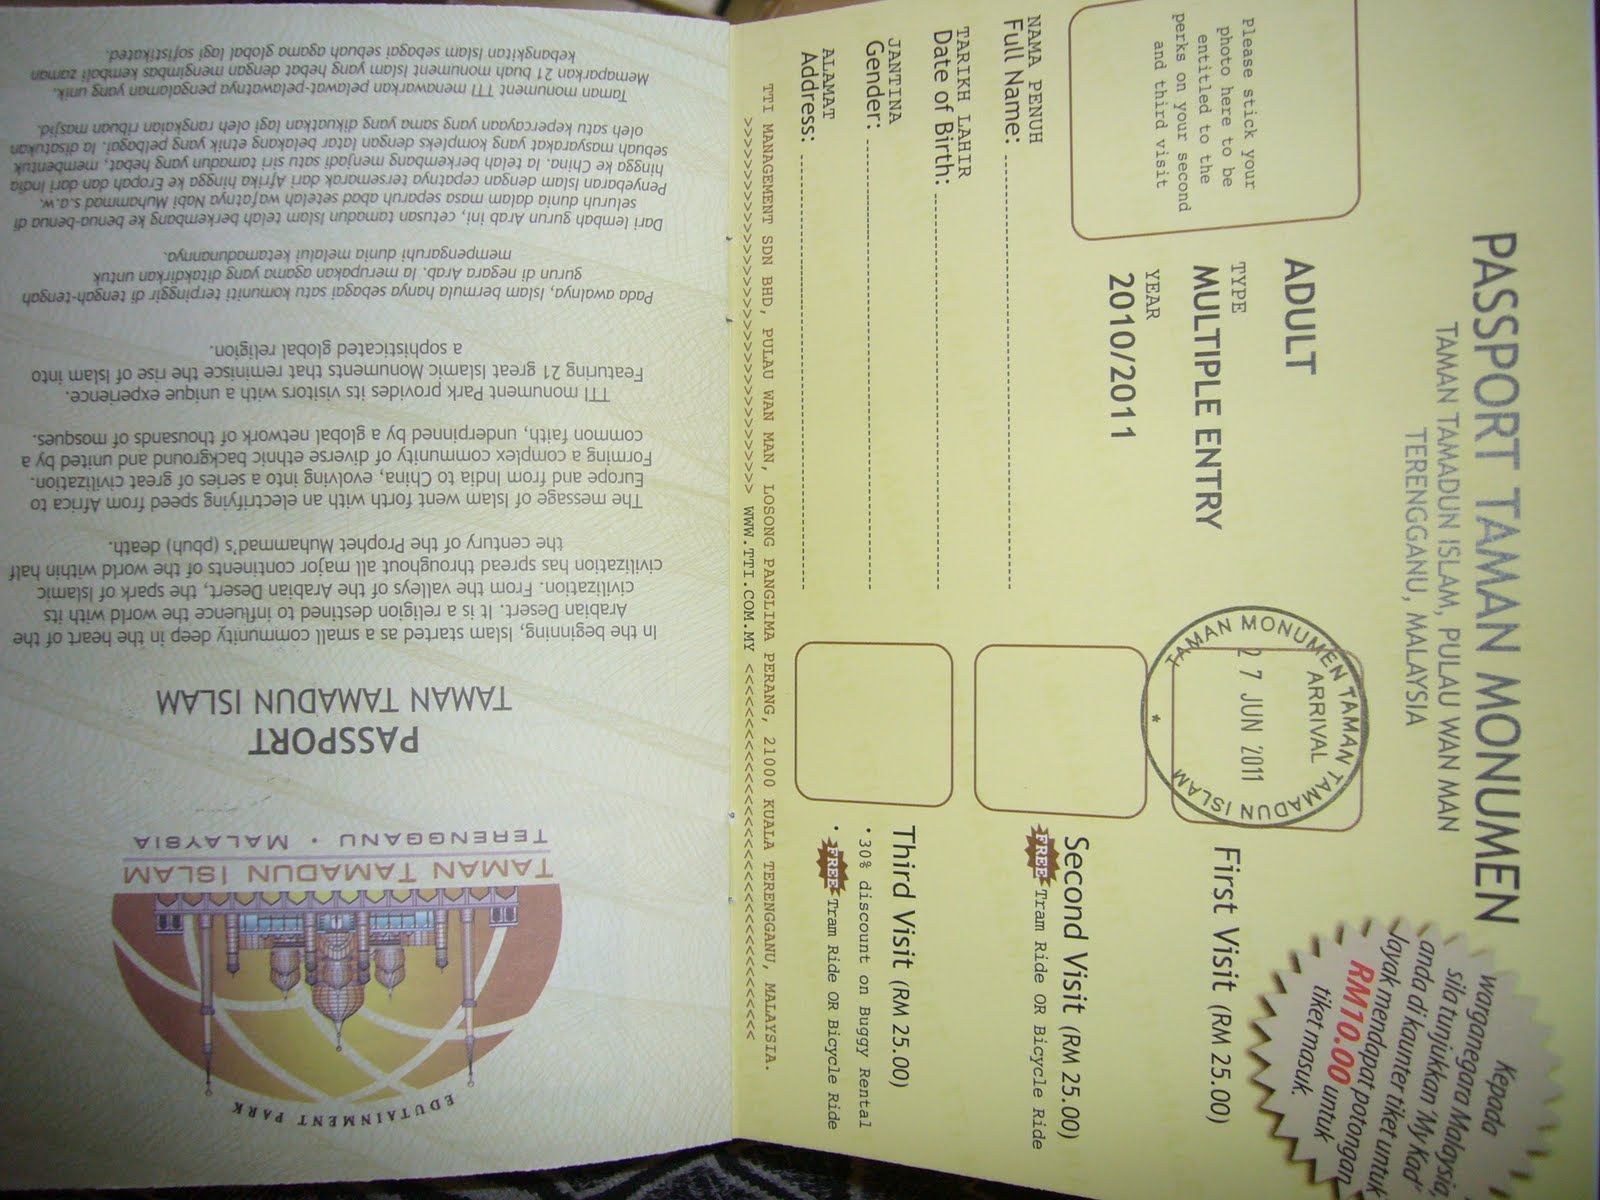 EDUTAINMENT PARK
TAMAN TAMADUN ISLAM
TERENGGANU • MALAYSIA
PASSPORT
TAMAN TAMADUN ISLAM
In the beginning, Islam started as a small community deep in the heart of the
Arabian Desert. It is a religion destined to influence the world with its
civilization. From the valleys of the Arabian Desert, the spark of Islamic
civilization has spread throughout all major continents of the world within half
the century of the Prophet Muhammad's (pbuh) death.
The message of Islam went forth with an electrifying speed from Africa to
Europe and from India to China, evolving into a series of great civilization.
Forming a complex community of diverse ethnic background and united by a
common faith, underpinned by a global network of thousands of mosques.
TTI monument Park provides its visitors with a unique experience.
Featuring 21 great Islamic Monuments that reminisce the rise of Islam into
a sophisticated global religion.
Pada awalnya, Islam bermula hanya sebagai satu komuniti terpinggir di tengah-tengah
gurun di negara Arab. Ia merupakan agama yang ditakdirkan untuk
mempengaruhi dunia melalui ketamadunannya.
Dari lembah gurun Arab ini, cetusan tamadun Islam telah berkembang ke benua-benua di
seluruh dunia dalam masa separuh abad setelah wafatnya Nabi Muhammad s.a.w.
Penyebaran Islam dengan cepatnya tersemarak dari Afrika hingga ke Eropah dan dari India
hingga ke China. Ia telah berkembang menjadi satu siri tamadun yang hebat, membentuk
sebuah masyarakat yang kompleks dengan latar belakang etnik yang pelbagai. Ia disatukan
oleh satu kepercayaan yang sama yang dikuatkan lagi oleh rangkaian ribuan masjid.
Taman monument TTI menawarkan pelawat-pelawatnya pengalaman yang unik.
Memaparkan 21 buah monument Islam yang hebat dengan mengimbas kembali zaman
kebangkitan Islam sebagai sebuah agama global lagi sofistikated.
PASSPORT TAMAN MONUMEN
TAMAN TAMADUN ISLAM, PULAU WAN MAN
TERENGGANU, MALAYSIA
Kepada
warganegara Malaysia,
sila tunjukkan 'My Kad'
anda di kaunter tiket untuk
layak mendapat potongan
RM10.00 untuk
tiket masuk.
Please stick your
photo here to be
entitled to the
perks on your second
and third visit
ADULT
TYPE
MULTIPLE ENTRY
YEAR
2010/2011
TAMAN MONUMEN TAMAN TAMADUN ISLAM
ARRIVAL
27 JUN 2011
*
First Visit (RM 25.00)
NAMA PENUH
Full Name:
TARIKH LAHIR
Date of Birth:
JANTINA
Gender:
ALAMAT
Address:
Second Visit (RM 25.00)
FREE Tram Ride OR Bicycle Ride
Third Visit (RM 25.00)
• 30% discount on Buggy Rental
• FREE Tram Ride OR Bicycle Ride
TTI MANAGEMENT SDN BHD, PULAU WAN MAN, LOSONG PANGLIMA PERANG, 21000 KUALA TERENGGANU, MALAYSIA.
>>>>>>>>>>>>>>>>>>>>>>>>>>>>>>>>>>>>>>>> WWW.TTI.COM.MY <<<<<<<<<<<<<<<<<<<<<<<<<<<<<<<<<<<<<<<<